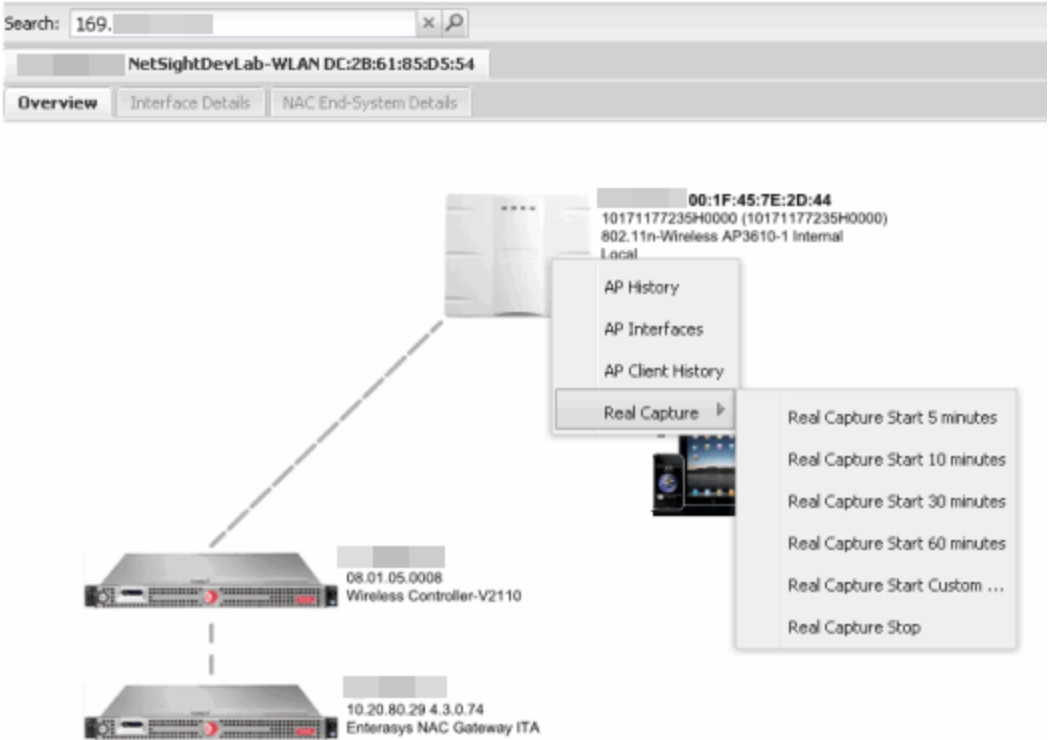 Search: 169.
NetSightDevLab-WLAN DC:2B:61:85:D5:54
Overview Interface Details NAC End-System Details
00:1F:45:7E:2D:44
10171177235H0000 (10171177235H0000)
802.11n-Wireless AP3610-1 Internal
Local
AP History
AP Interfaces
AP Client History
Real Capture
Real Capture Start 5 minutes
Real Capture Start 10 minutes
Real Capture Start 30 minutes
Real Capture Start 60 minutes
Real Capture Start Custom ...
Real Capture Stop
08.01.05.0008
Wireless Controller-V2110
10.20.80.29 4.3.0.74
Enterasys NAC Gateway ITA